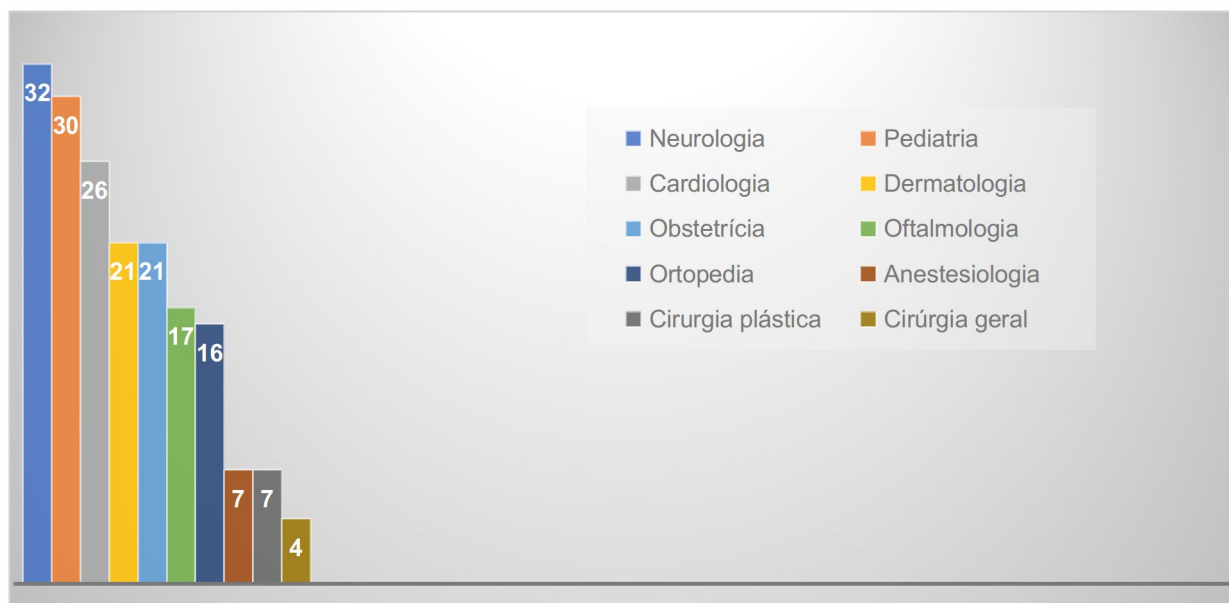 32
30
26
21
21
17
16
7
7
4
Neurologia
Pediatria
Cardiologia
Dermatologia
Obstetrícia
Oftalmologia
Ortopedia
Anestesiologia
Cirurgia plástica
Cirúrgia geral